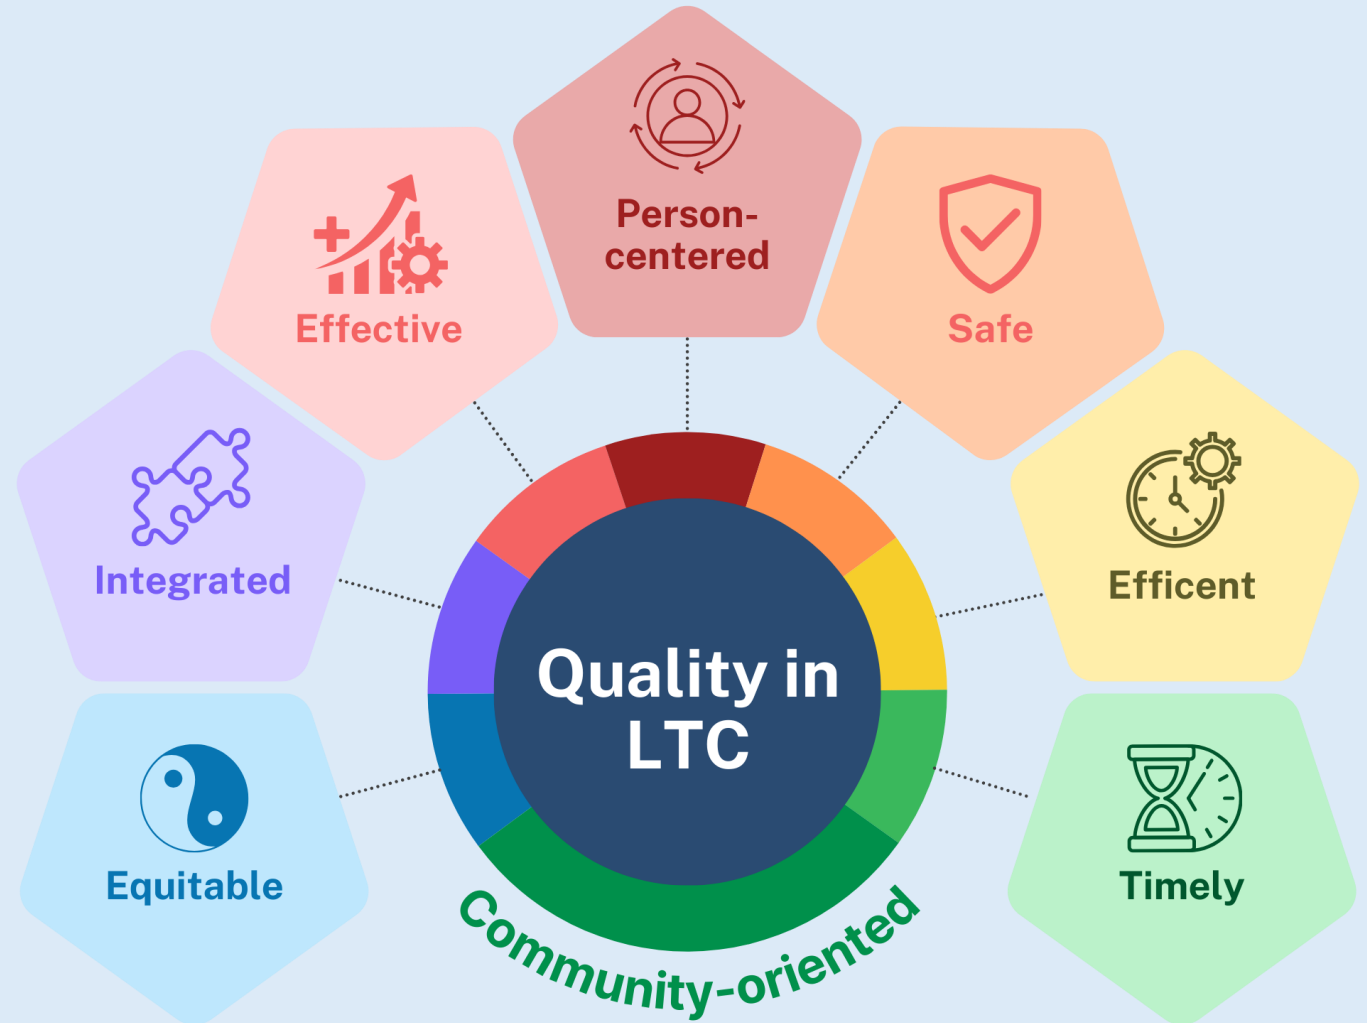 Person-
centered
Effective
Safe
Integrated
Efficent
Quality in
LTC
Equitable
Timely
Community-oriented